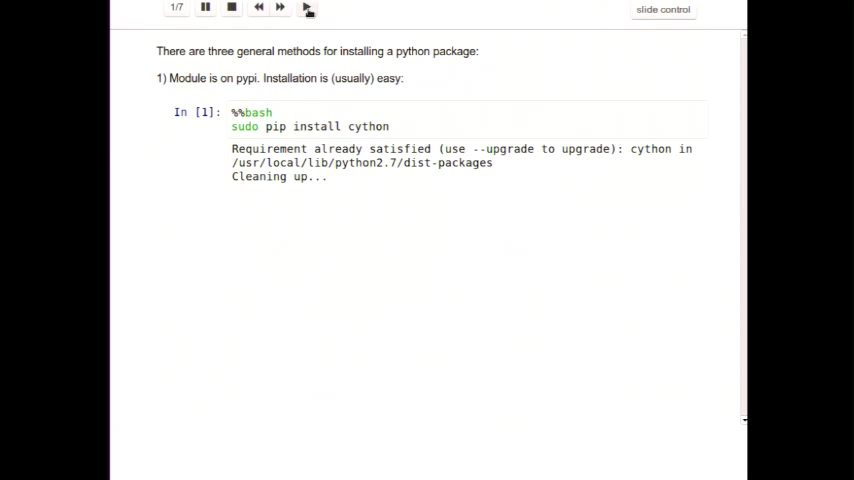 1/7
slide control
There are three general methods for installing a python package:
1) Module is on pypi. Installation is (usually) easy:
In [1]: %%bash
sudo pip install cython
Requirement already satisfied (use --upgrade to upgrade): cython in
/usr/local/lib/python2.7/dist-packages
Cleaning up...